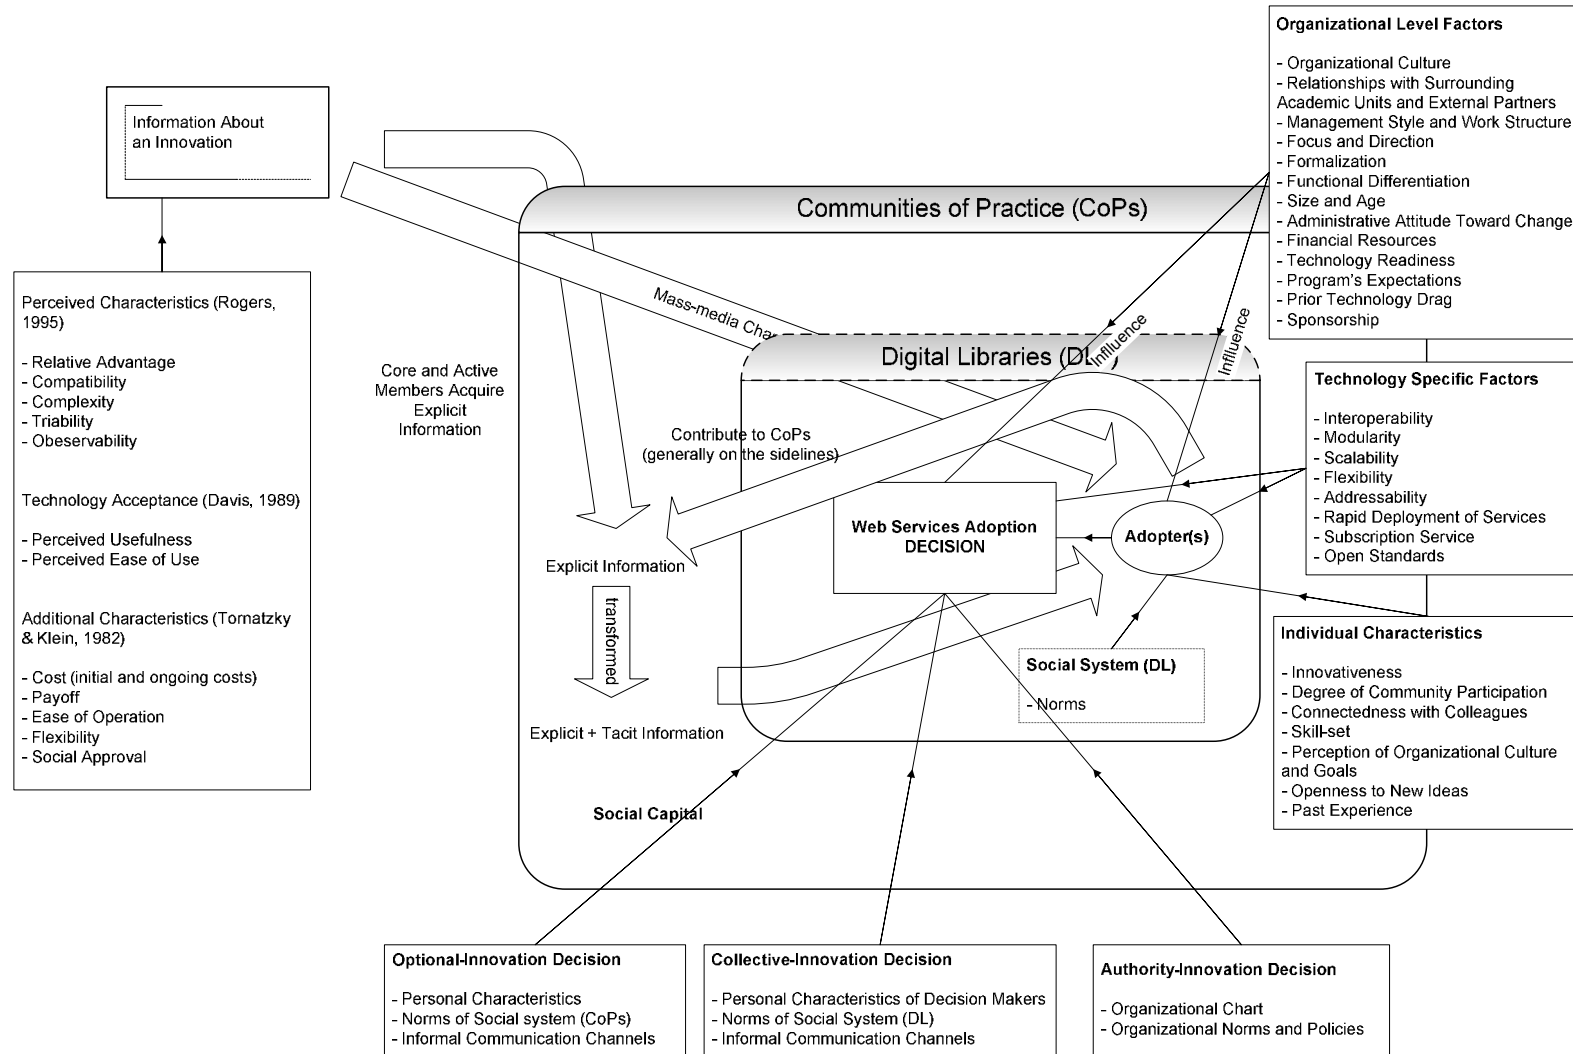 Organizational Level Factors
- Organizational Culture
- Relationships with Surrounding
Academic Units and External Partners
- Management Style and Work Structure
- Focus and Direction
- Formalization
- Functional Differentiation
- Size and Age
- Administrative Attitude Toward Change
- Financial Resources
- Technology Readiness
- Program's Expectations
- Prior Technology Drag
- Sponsorship
Information About
an Innovation
Communities of Practice (CoPs)
Perceived Characteristics (Rogers,
1995)
- Relative Advantage
- Compatibility
- Complexity
- Triability
- Obeservability
Technology Acceptance (Davis, 1989)
- Perceived Usefulness
- Perceived Ease of Use
Additional Characteristics (Tornatzky
& Klein, 1982)
- Cost (initial and ongoing costs)
- Payoff
- Ease of Operation
- Flexibility
- Social Approval
Mass-media
Digital Libraries
Inflluence
Inflluence
Core and Active
Members Acquire
Explicit
Information
Contribute to CoPs
(generally on the sidelines)
Technology Specific Factors
- Interoperability
- Modularity
- Scalability
- Flexibility
- Addressability
- Rapid Deployment of Services
- Subscription Service
- Open Standards
Web Services Adoption
DECISION
Adopter(s)
Explicit Information
transformed
Explicit + Tacit Information
Social System (DL)
- Norms
Individual Characteristics
- Innovativeness
- Degree of Community Participation
- Connectedness with Colleagues
- Skill-set
- Perception of Organizational Culture
and Goals
- Openness to New Ideas
- Past Experience
Social Capital
Optional-Innovation Decision
- Personal Characteristics
- Norms of Social system (CoPs)
- Informal Communication Channels
Collective-Innovation Decision
- Personal Characteristics of Decision Makers
- Norms of Social System (DL)
- Informal Communication Channels
Authority-Innovation Decision
- Organizational Chart
- Organizational Norms and Policies